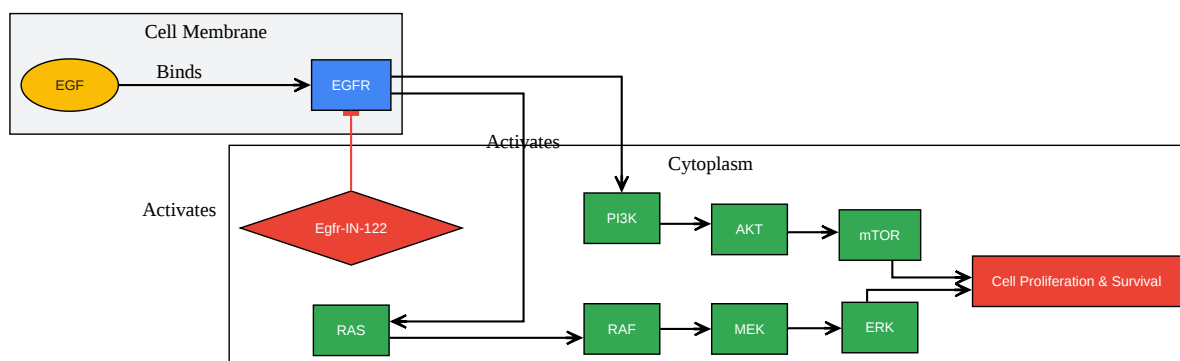 Cell Membrane
EGF
Binds
EGFR
Activates
Cytoplasm
Activates
Egfr-IN-122
PI3K
AKT
mTOR
Cell Proliferation & Survival
RAS
RAF
MEK
ERK